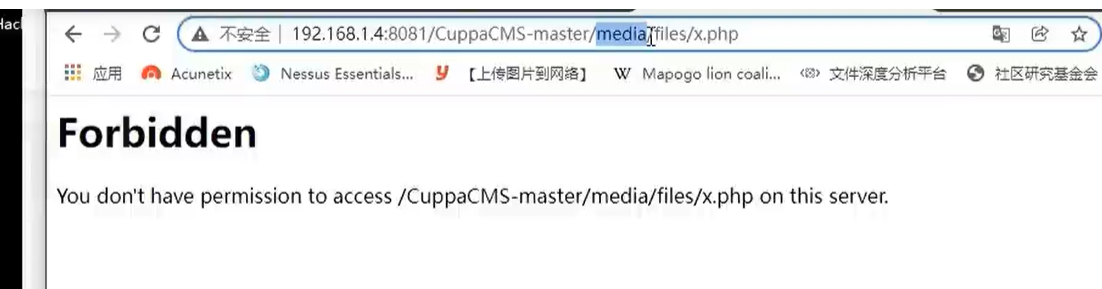 Hacl
不安全 | 192.168.1.4:8081/CuppaCMS-master/media/files/x.php
应用 Acunetix Nessus Essentials... 【上传图片到网络】 W Mapogo lion coali... 文件深度分析平台 社区研究基金会
Forbidden
You don't have permission to access /CuppaCMS-master/media/files/x.php on this server.